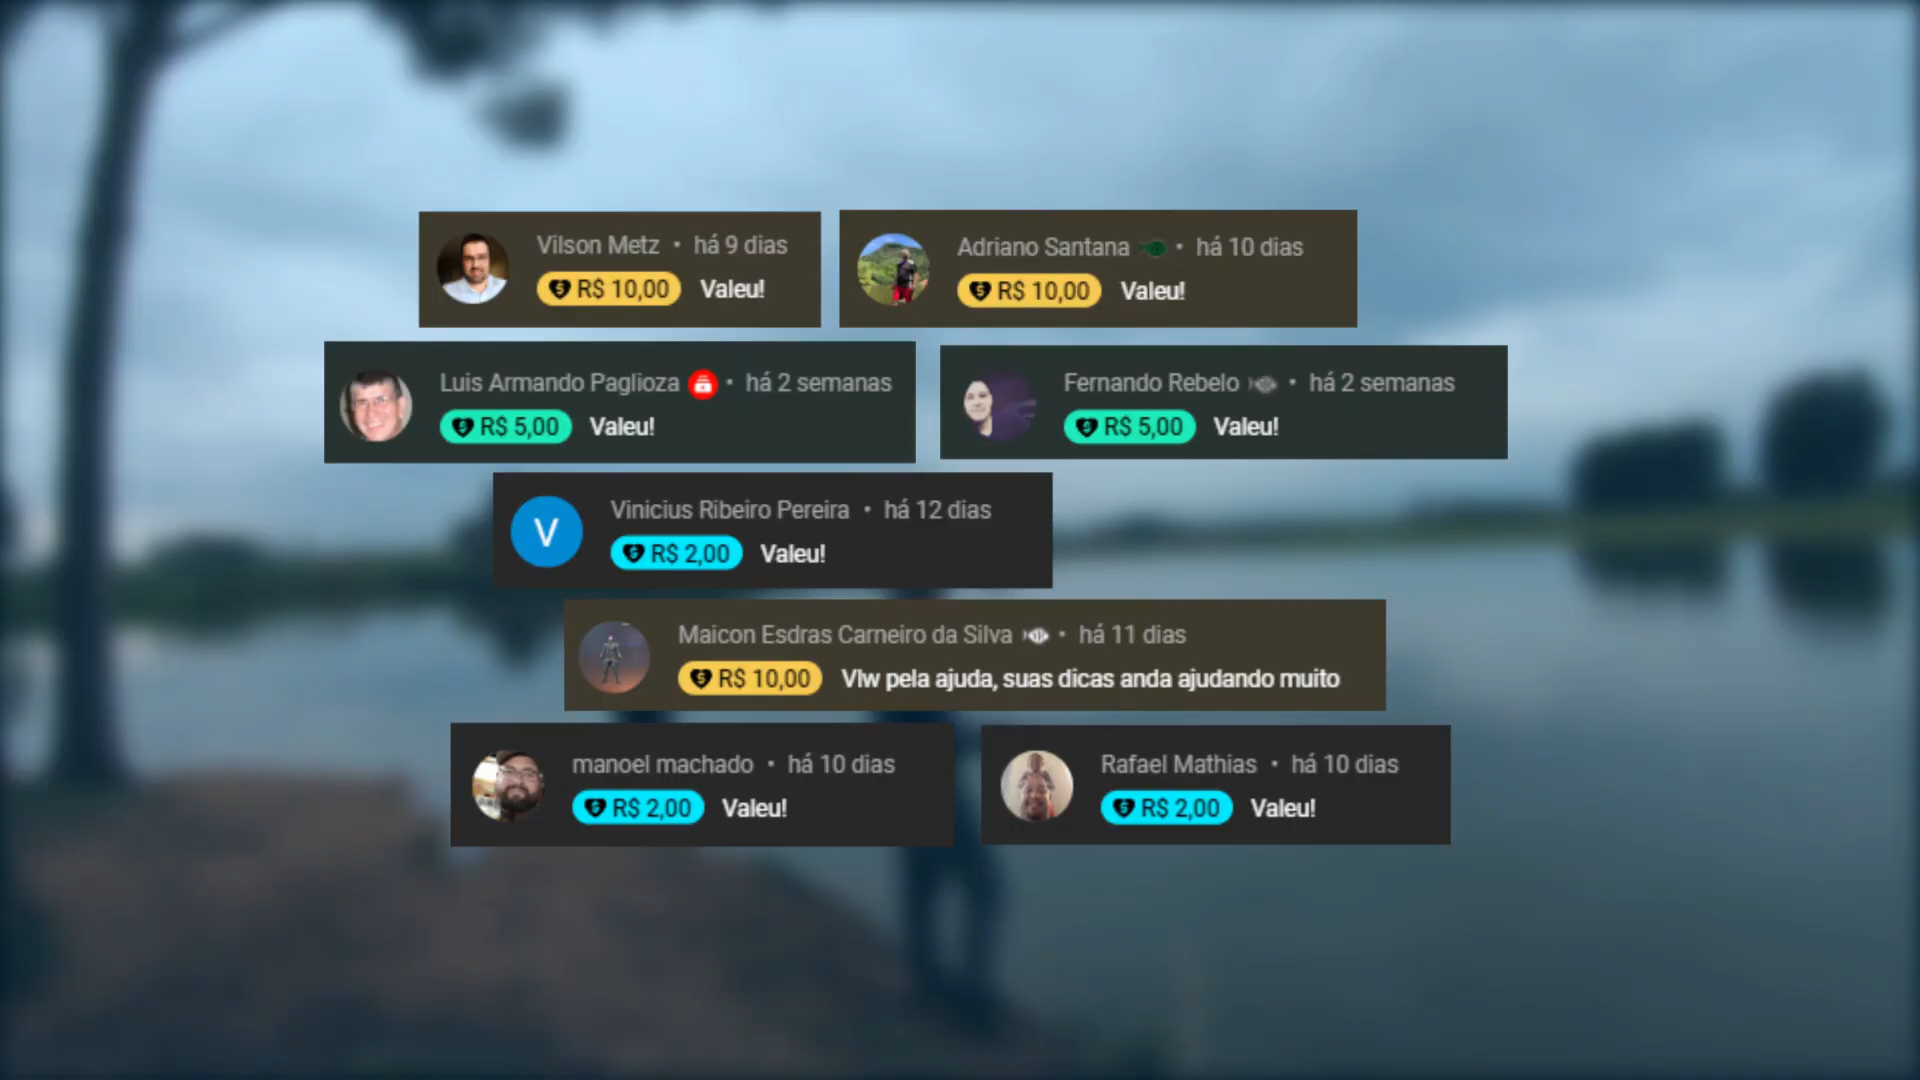 Vilson Metz • há 9 dias
R$ 10,00 Valeu!
Adriano Santana • há 10 dias
R$ 10,00 Valeu!
Luis Armando Paglioza • há 2 semanas
R$ 5,00 Valeu!
Fernando Rebelo • há 2 semanas
R$ 5,00 Valeu!
V
Vinicius Ribeiro Pereira • há 12 dias
R$ 2,00 Valeu!
Maicon Esdras Carneiro da Silva • há 11 dias
R$ 10,00 Vlw pela ajuda, suas dicas anda ajudando muito
manoel machado • há 10 dias
R$ 2,00 Valeu!
Rafael Mathias • há 10 dias
R$ 2,00 Valeu!